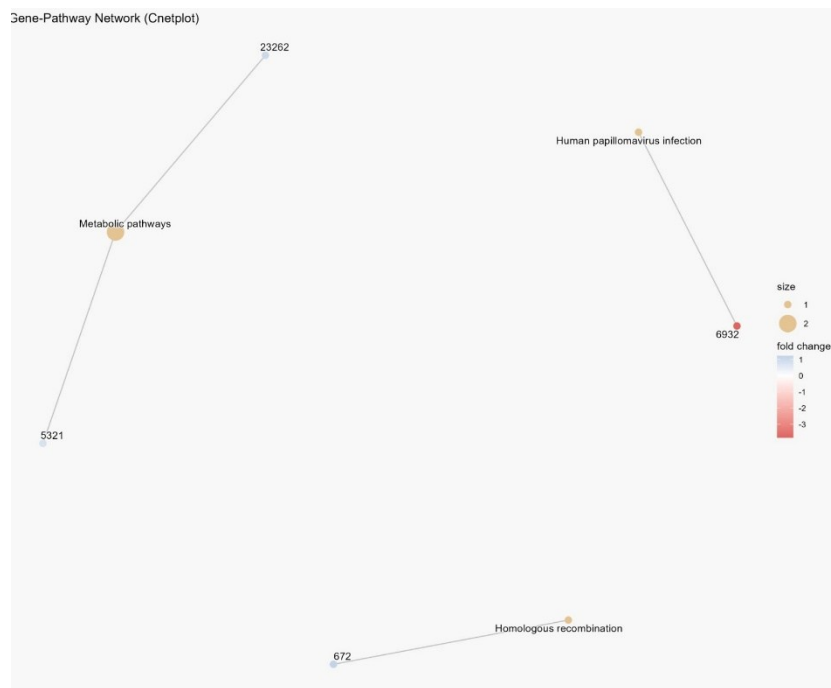 Gene-Pathway Network (Cnetplot)
23262
Human papillomavirus infection
Metabolic pathways
size
1
2
6932
fold change
1
0
-1
-2
-3
5321
Homologous recombination
672